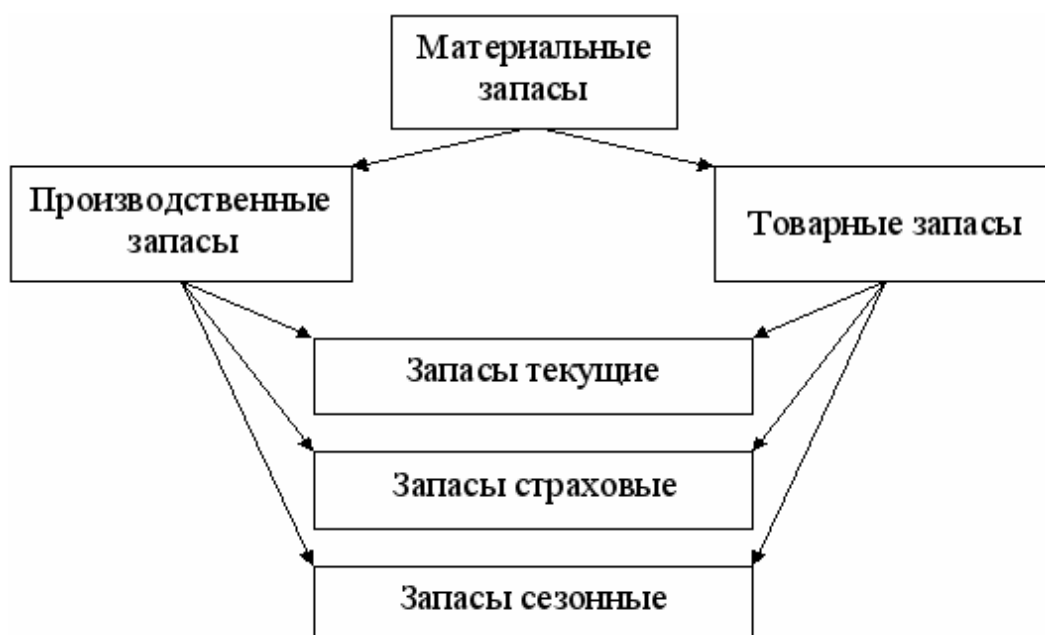 Материальные
запасы
Производственные
запасы
Товарные запасы
Запасы текущие
Запасы страховые
Запасы сезонные